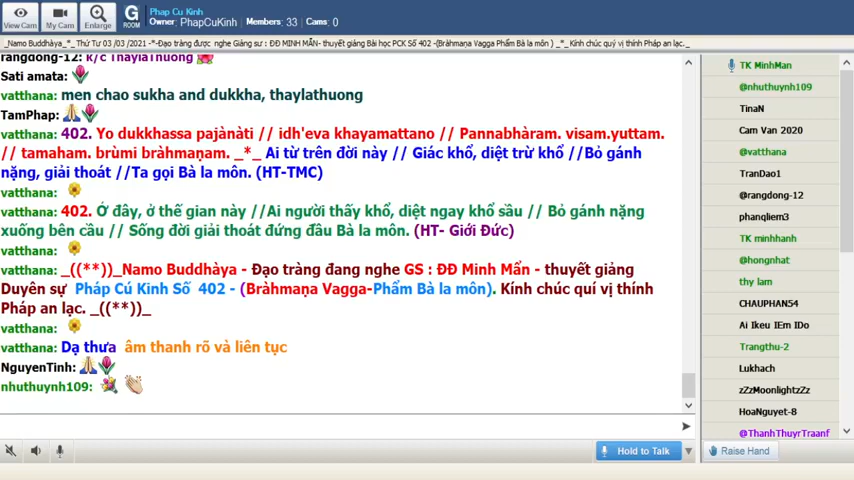 View Cam
My Cam
Enlarge
G
ROOM
Phap Cu Kinh
Owner: PhapCuKinh Members: 33 Cams: 0
_Namo Buddhàya_*_ Thứ Tư 03 /03 /2021 -*-Đạo tràng được nghe Giảng sư : ĐĐ MINH MẪN- thuyết giảng Bài học PCK Số 402 -(Bràhmaṇa Vagga Phẩm Bà la môn ) _*_ Kính chúc quý vị thính Pháp an lạc._
rangdong-12: k/c ThaylaThuong
Sati amata:
vatthana: men chao sukha and dukkha, thaylathuong
TamPhap:
402. Yo dukkhassa pajànàti // idh'eva khayamattano // Pannabhàram. visam.yuttam.
// tamaham. brùmi bràhmaṇam. _*_ Ai từ trên đời này // Giác khổ, diệt trừ khổ //Bỏ gánh
nặng, giải thoát //Ta gọi Bà la môn. (HT-TMC)
vatthana:
402. Ở đây, ở thế gian này //Ai người thấy khổ, diệt ngay khổ sầu // Bỏ gánh nặng
xuống bên cầu // Sống đời giải thoát đứng đầu Bà la môn. (HT- Giới Đức)
vatthana:
vatthana: _((**))_Namo Buddhàya - Đạo tràng đang nghe GS : ĐĐ Minh Mẩn - thuyết giảng
Duyên sự Pháp Cú Kinh Số 402 - (Bràhmaṇa Vagga-Phẩm Bà la môn). Kính chúc quí vị thính
Pháp an lạc. _((**))_
vatthana:
vatthana: Dạ thưa âm thanh rõ và liên tục
NguyenTinh:
nhuthuynh109:
Hold to Talk
TK MinhMan
@nhuthuynh109
TinaN
Cam Van 2020
@vatthana
TranDao1
@rangdong-12
phanqliem3
TK minhhanh
@hongnhat
thy lam
CHAUPHAN54
Ai Ikeu IEm IDo
Trangthu-2
Lukhach
zZzMoonlightzZz
HoaNguyet-8
@ThanhThuyrTraanf
Raise Hand